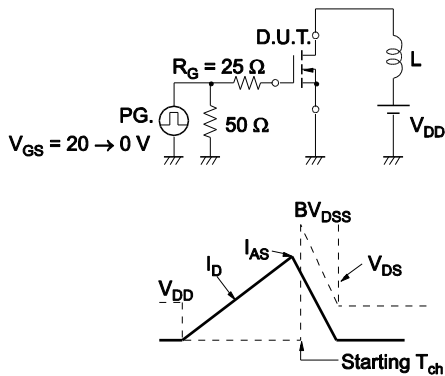 D.U.T.
R_G = 25 Ω
L
PG.
50 Ω
V_DD
V_GS = 20 → 0 V
BV_DSS
I_AS
V_DD
I_D
V_DS
Starting T_ch